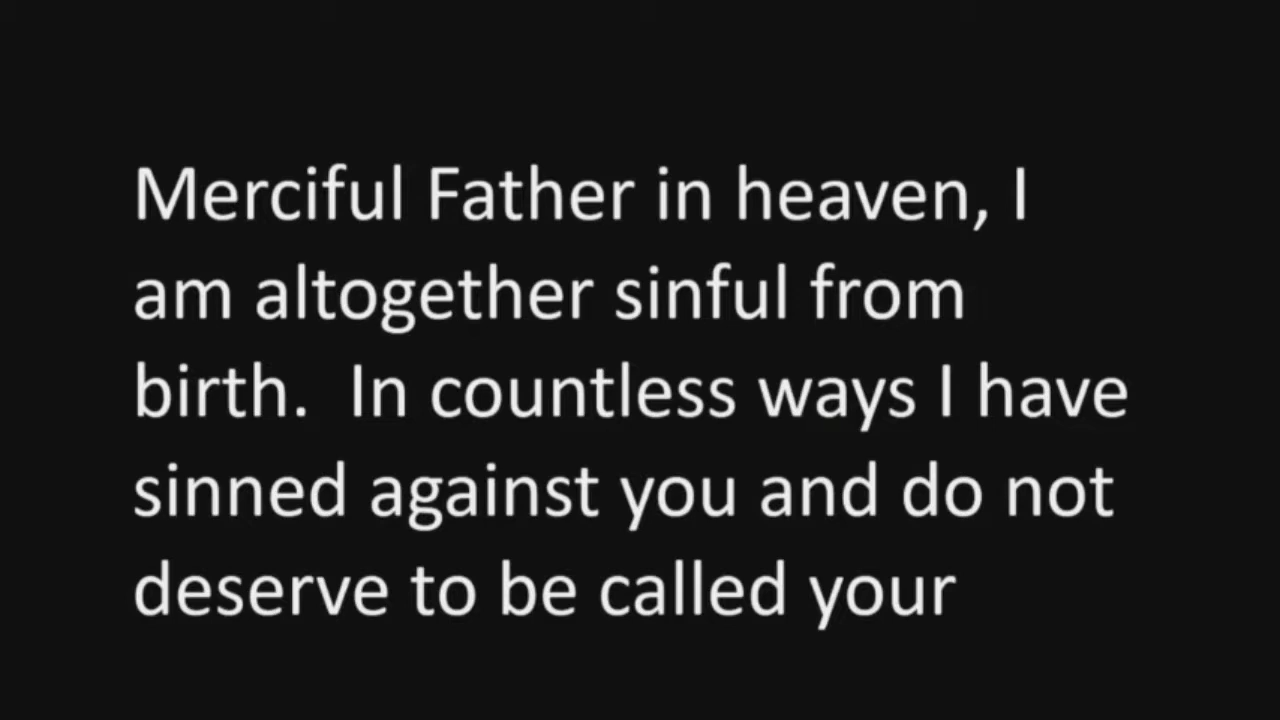 Merciful Father in heaven, I
am altogether sinful from
birth.  In countless ways I have
sinned against you and do not
deserve to be called your